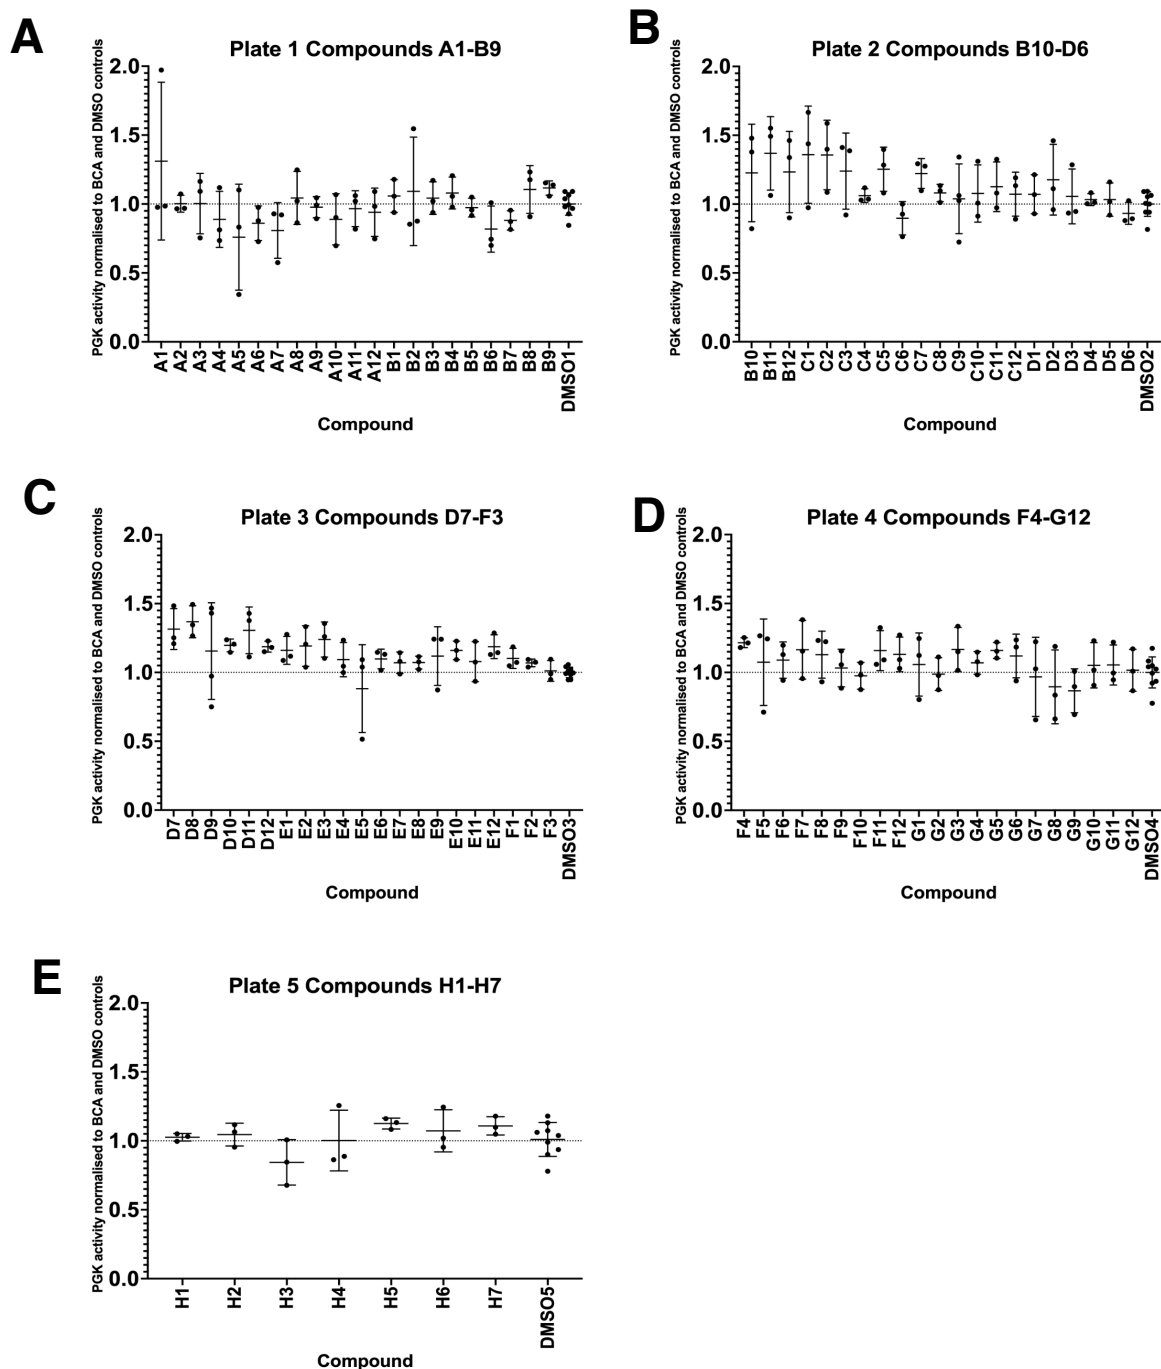 A
Plate 1 Compounds A1-B9
PGK activity normalised to BCA and DMSO controls
2.0
1.5
1.0
0.5
0.0
A1 A2 A3 A4 A5 A6 A7 A8 A9 A10 A11 A12 B1 B2 B3 B4 B5 B6 B7 B8 B9 DMSO1
Compound
B
Plate 2 Compounds B10-D6
PGK activity normalised to BCA and DMSO controls
2.0
1.5
1.0
0.5
0.0
B10 B11 B12 C1 C2 C3 C4 C5 C6 C7 C8 C9 C10 C11 C12 D1 D2 D3 D4 D5 D6 DMSO2
Compound
C
Plate 3 Compounds D7-F3
PGK activity normalised to BCA and DMSO controls
2.0
1.5
1.0
0.5
0.0
D7 D8 D9 D10 D11 D12 E1 E2 E3 E4 E5 E6 E7 E8 E9 E10 E11 E12 F1 F2 F3 DMSO3
Compound
D
Plate 4 Compounds F4-G12
PGK activity normalised to BCA and DMSO controls
2.0
1.5
1.0
0.5
0.0
F4 F5 F6 F7 F8 F9 F10 F11 F12 G1 G2 G3 G4 G5 G6 G7 G8 G9 G10 G11 G12 DMSO4
Compound
E
Plate 5 Compounds H1-H7
PGK activity normalised to BCA and DMSO controls
2.0
1.5
1.0
0.5
0.0
H1 H2 H3 H4 H5 H6 H7 DMSO5
Compound